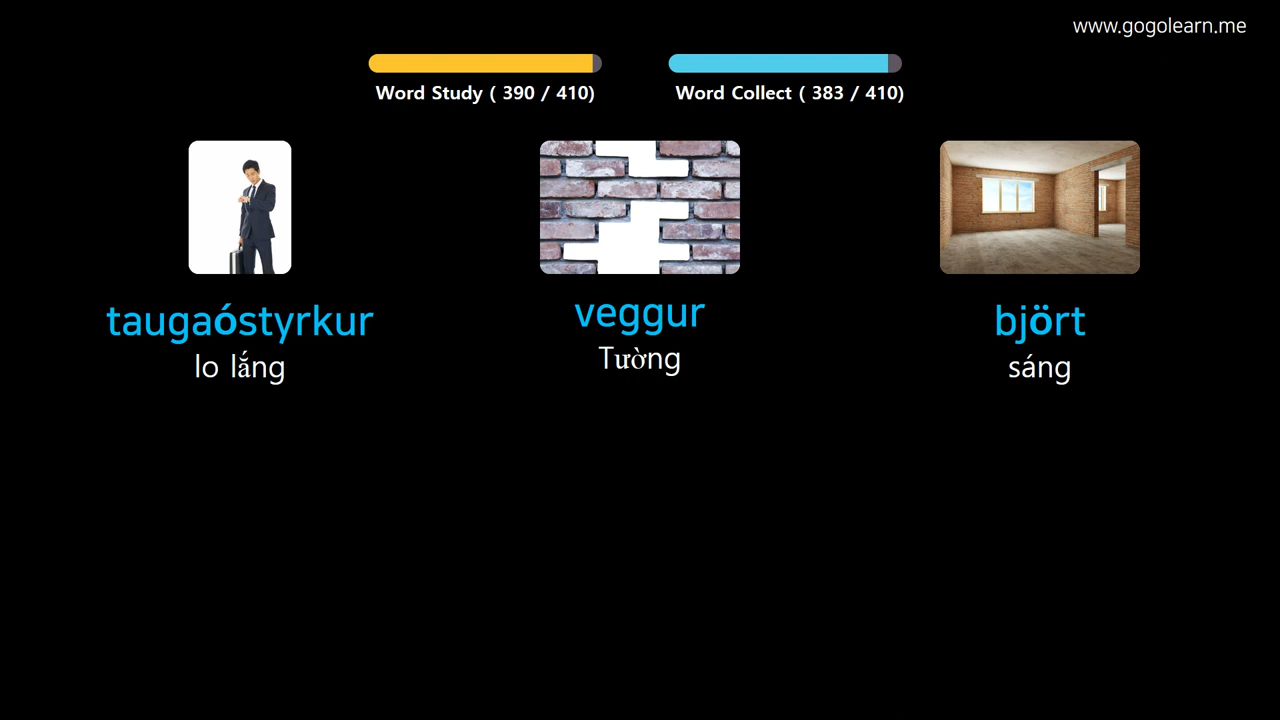 www.gogolearn.me
Word Study ( 390 / 410)
Word Collect ( 383 / 410)
taugaóstyrkur
lo lắng
veggur
Tường
björt
sáng